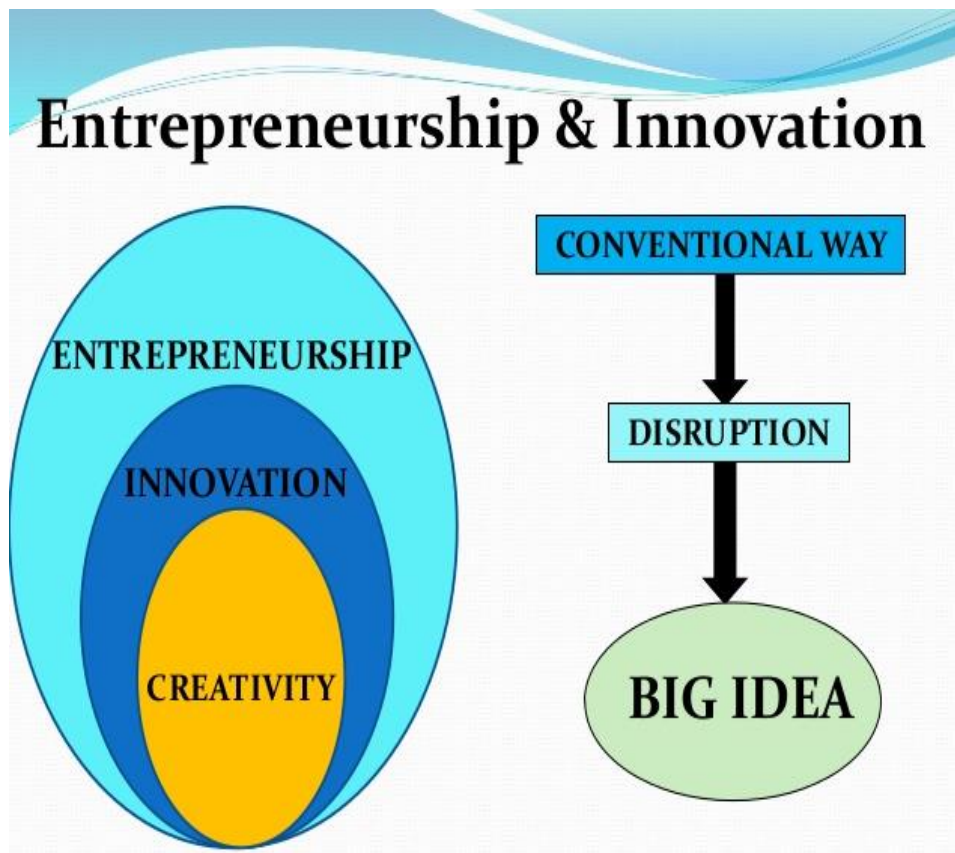 Entrepreneurship & Innovation
ENTREPRENEURSHIP
INNOVATION
CREATIVITY
CONVENTIONAL WAY
DISRUPTION
BIG IDEA